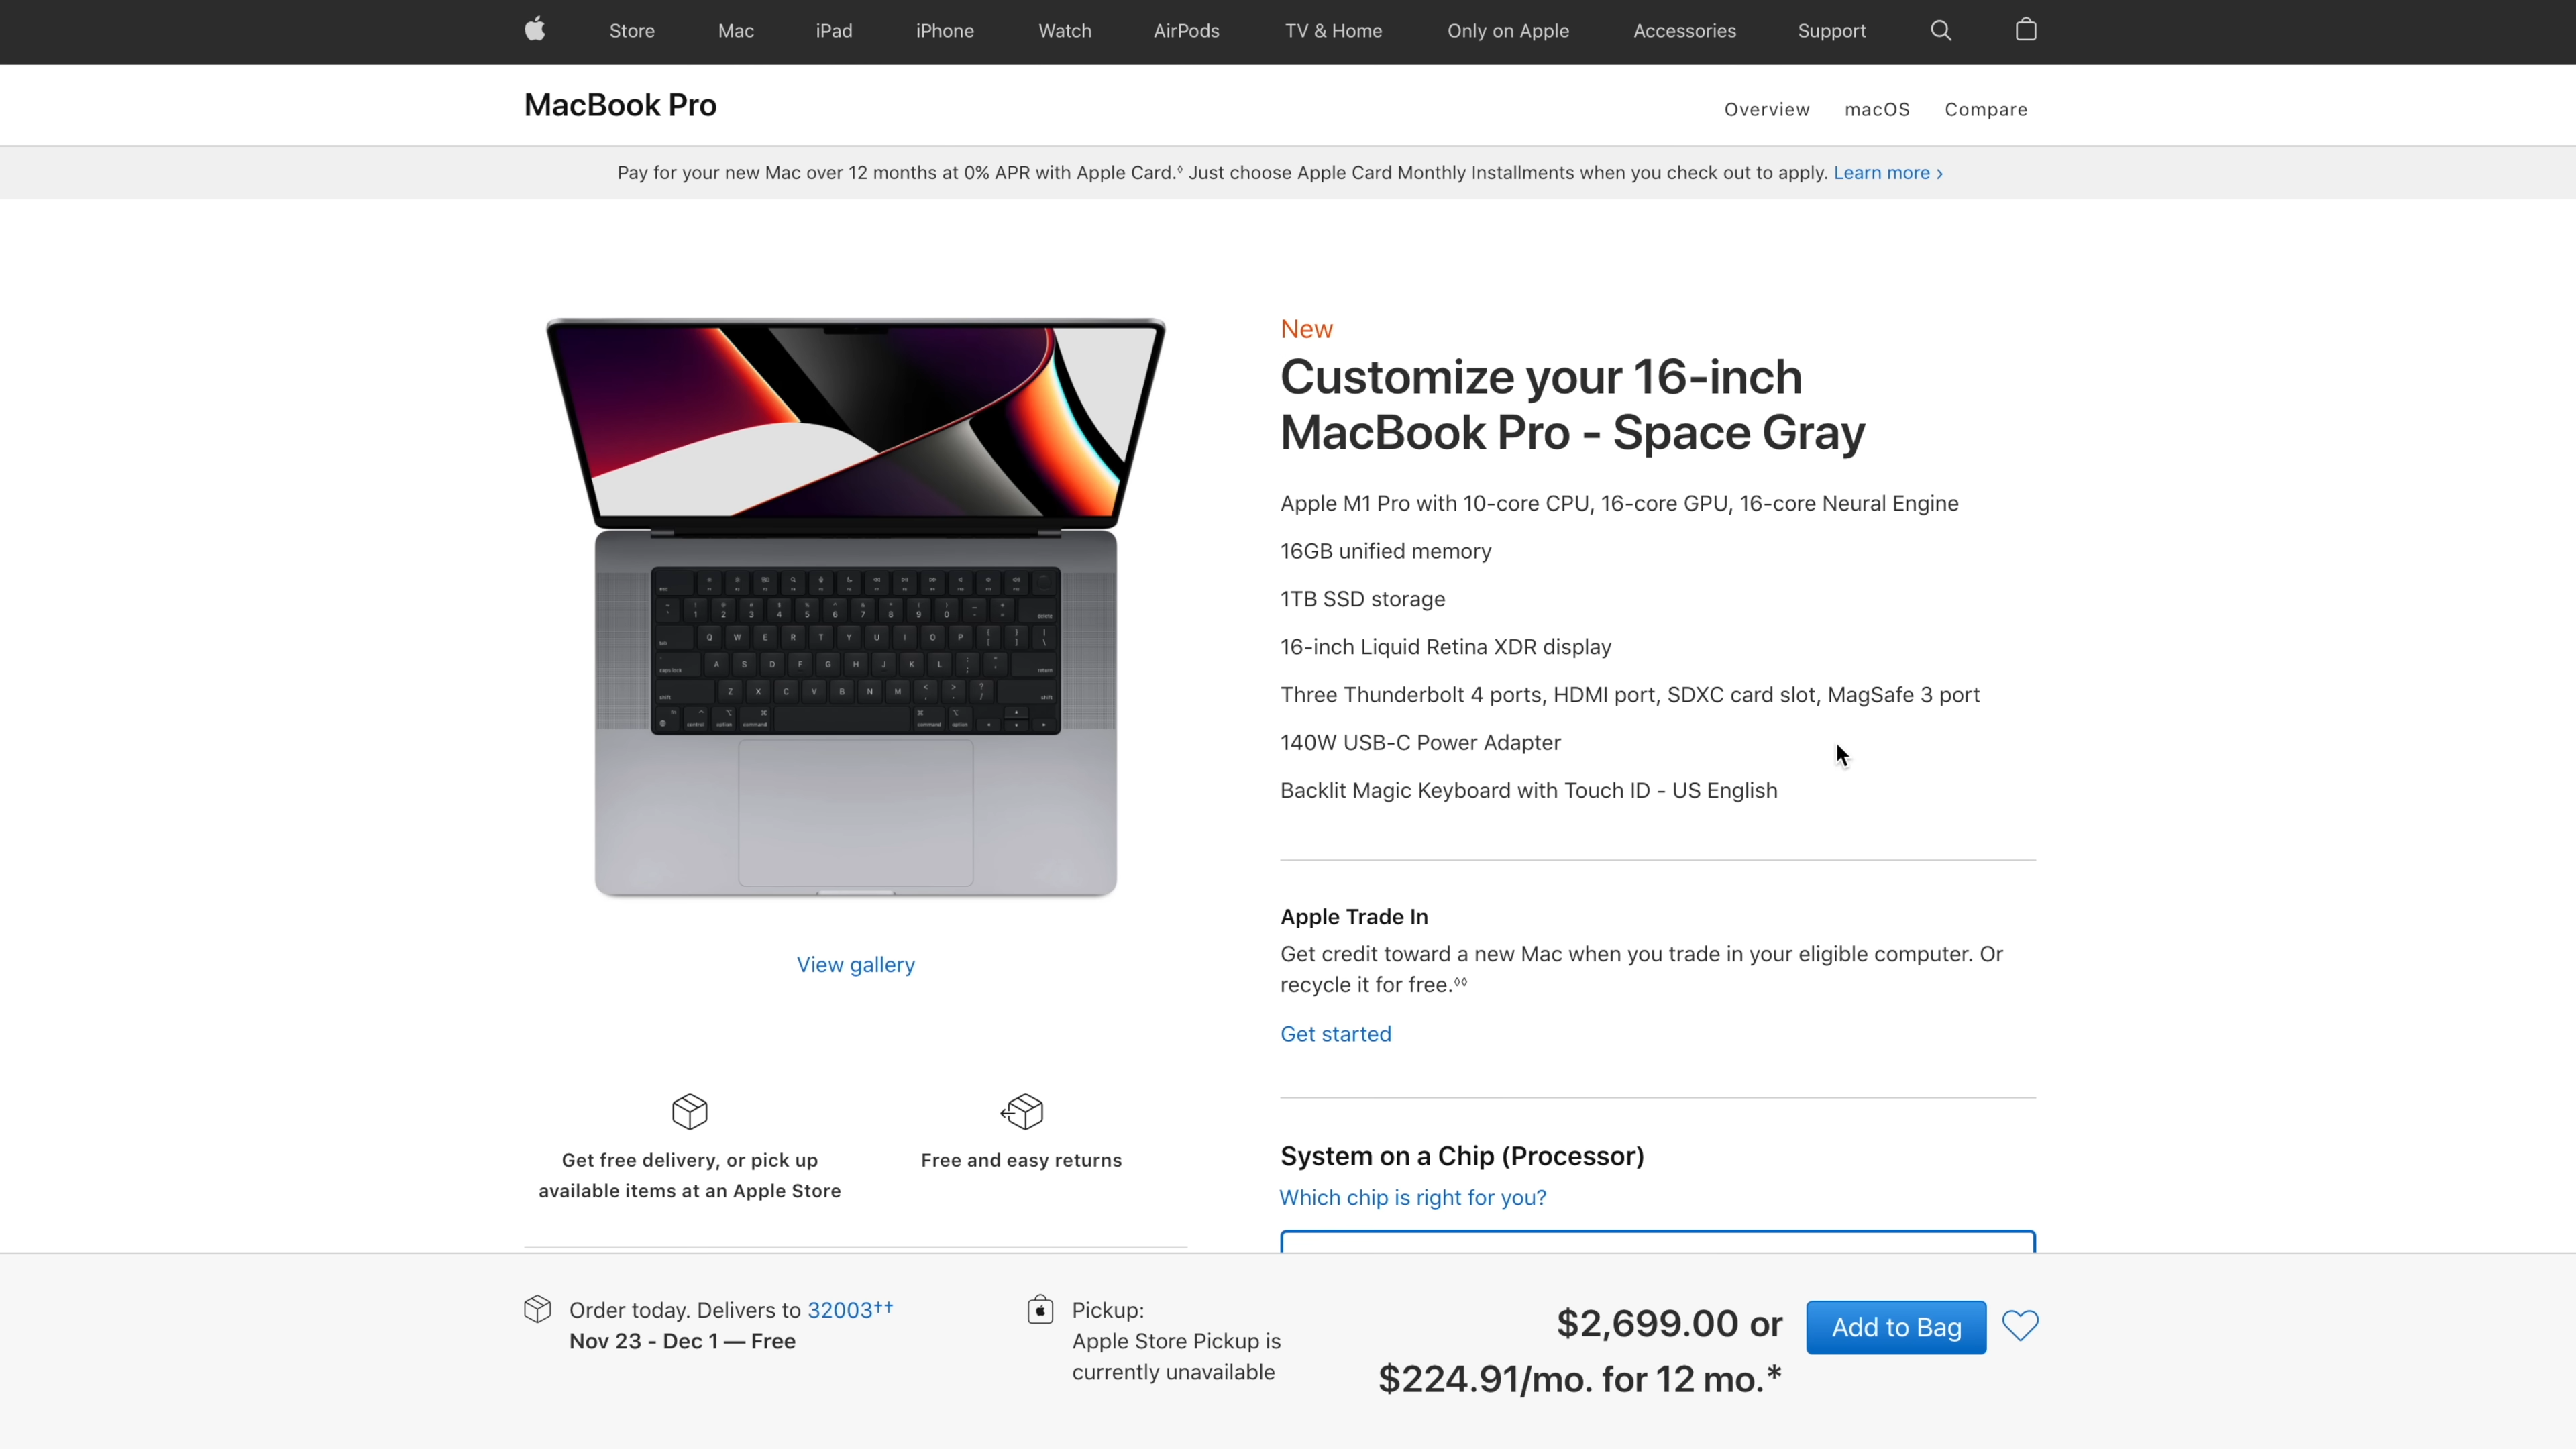 Store Mac iPad iPhone Watch AirPods TV & Home Only on Apple Accessories Support
MacBook Pro
Overview macOS Compare
Pay for your new Mac over 12 months at 0% APR with Apple Card.◊ Just choose Apple Card Monthly Installments when you check out to apply. Learn more ›
New
Customize your 16-inch
MacBook Pro - Space Gray
Apple M1 Pro with 10-core CPU, 16-core GPU, 16-core Neural Engine
16GB unified memory
1TB SSD storage
16-inch Liquid Retina XDR display
Three Thunderbolt 4 ports, HDMI port, SDXC card slot, MagSafe 3 port
140W USB-C Power Adapter
Backlit Magic Keyboard with Touch ID - US English
View gallery
Apple Trade In
Get credit toward a new Mac when you trade in your eligible computer. Or
recycle it for free.◊◊
Get started
Get free delivery, or pick up
available items at an Apple Store
Free and easy returns
System on a Chip (Processor)
Which chip is right for you?
Order today. Delivers to 32003††
Nov 23 - Dec 1 — Free
Pickup:
Apple Store Pickup is
currently unavailable
$2,699.00 or
$224.91/mo. for 12 mo.*
Add to Bag